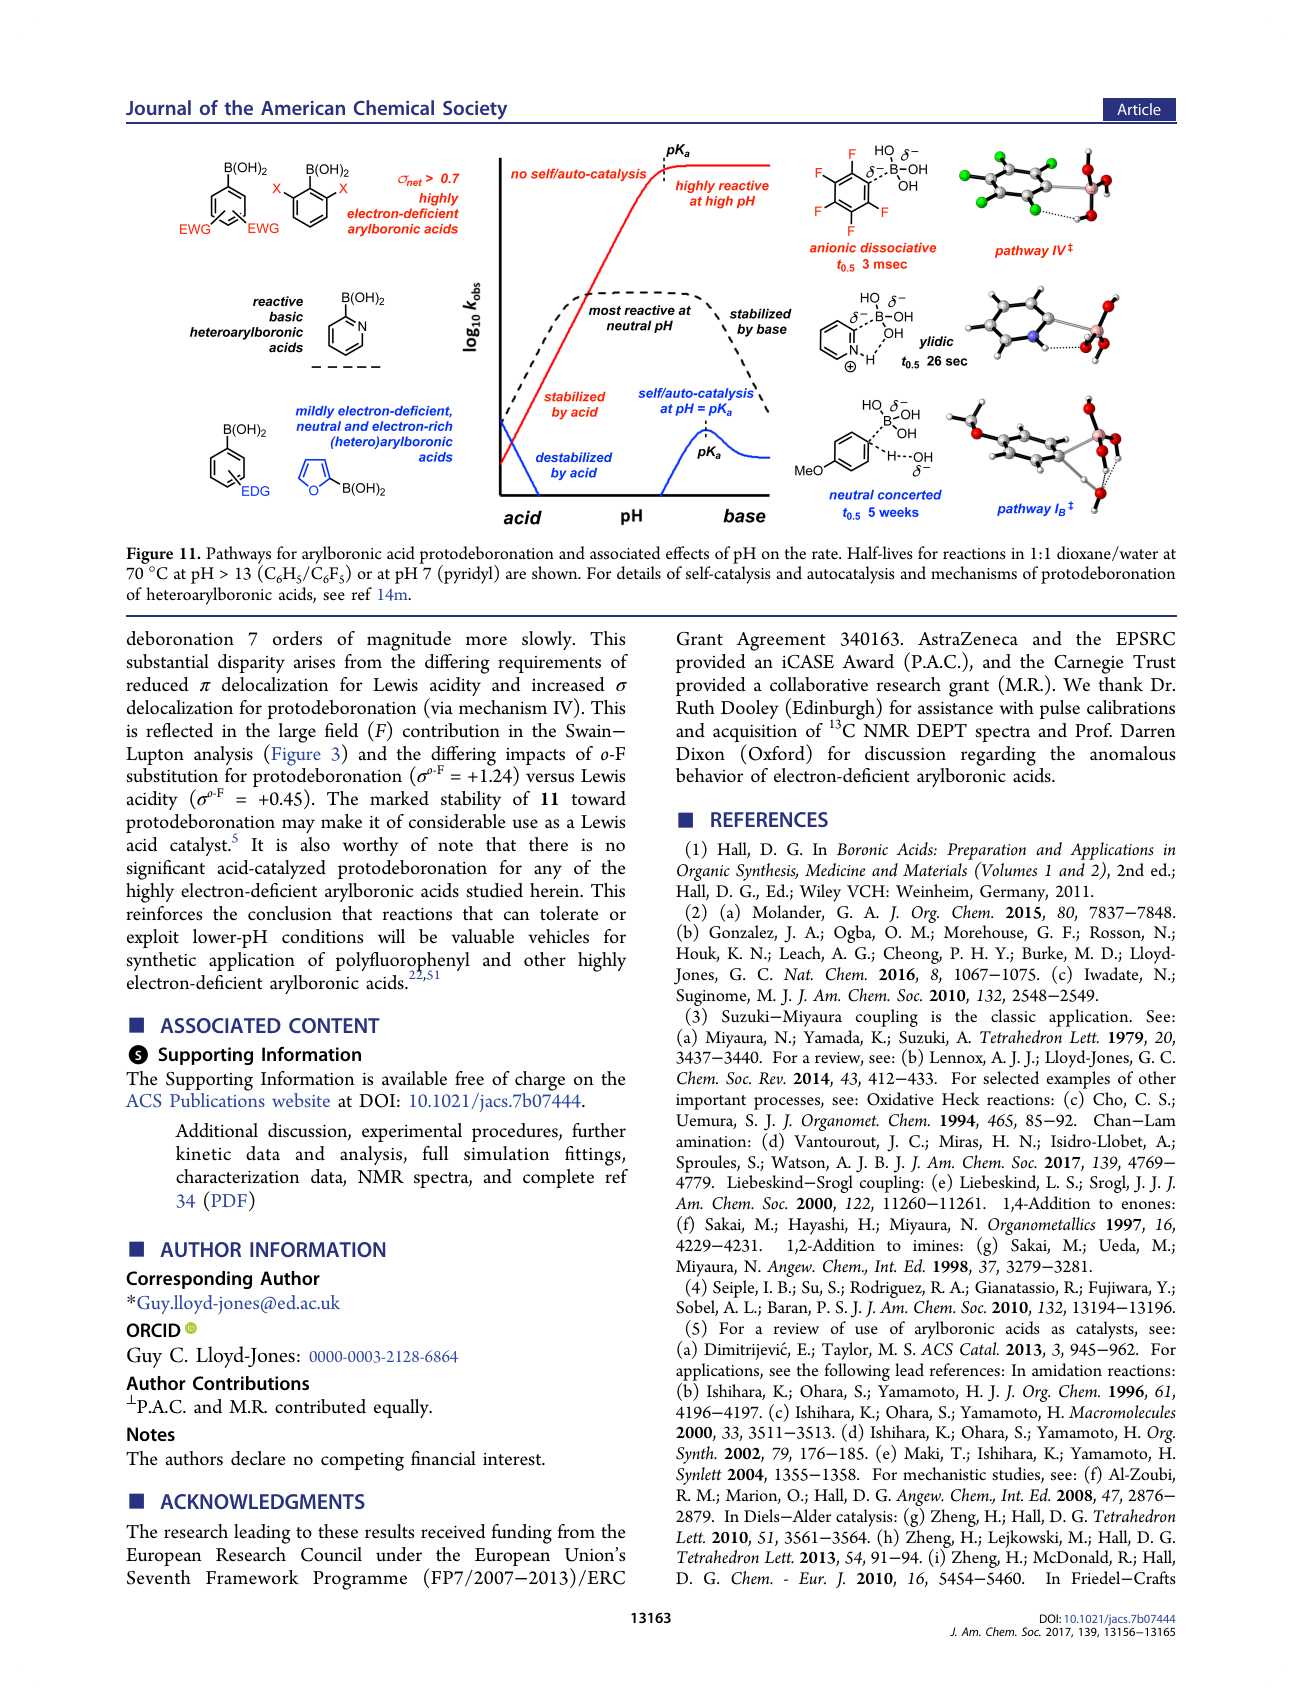 Journal of the American Chemical Society
Article
B(OH)2
B(OH)2
X
X
EWG
EWG
σnet > 0.7
highly
electron-deficient
arylboronic acids
reactive
basic
heteroarylboronic
acids
B(OH)2
N
mildly electron-deficient,
neutral and electron-rich
(hetero)arylboronic
acids
B(OH)2
EDG
O
B(OH)2
log10 kobs
pKa
no self/auto-catalysis
highly reactive
at high pH
most reactive at
neutral pH
stabilized
by base
stabilized
by acid
self/auto-catalysis
at pH = pKa
destabilized
by acid
pKa
acid
pH
base
F
F
F
F
F
HO
δ−
δ−
B
OH
OH
anionic dissociative
t0.5 3 msec
pathway IV‡
HO
δ−
δ−
B
OH
OH
N
H
⊕
ylidic
t0.5 26 sec
HO
δ−
B
OH
OH
H---OH
δ−
MeO
neutral concerted
t0.5 5 weeks
pathway IB‡
Figure 11. Pathways for arylboronic acid protodeboronation and associated effects of pH on the rate. Half-lives for reactions in 1:1 dioxane/water at
70 °C at pH > 13 (C6H5/C6F5) or at pH 7 (pyridyl) are shown. For details of self-catalysis and autocatalysis and mechanisms of protodeboronation
of heteroarylboronic acids, see ref 14m.
deboronation 7 orders of magnitude more slowly. This
substantial disparity arises from the differing requirements of
reduced π delocalization for Lewis acidity and increased σ
delocalization for protodeboronation (via mechanism IV). This
is reflected in the large field (F) contribution in the Swain−
Lupton analysis (Figure 3) and the differing impacts of o-F
substitution for protodeboronation (σo-F = +1.24) versus Lewis
acidity (σo-F = +0.45). The marked stability of 11 toward
protodeboronation may make it of considerable use as a Lewis
acid catalyst.5 It is also worthy of note that there is no
significant acid-catalyzed protodeboronation for any of the
highly electron-deficient arylboronic acids studied herein. This
reinforces the conclusion that reactions that can tolerate or
exploit lower-pH conditions will be valuable vehicles for
synthetic application of polyfluorophenyl and other highly
electron-deficient arylboronic acids.22,51
■ ASSOCIATED CONTENT
S Supporting Information
The Supporting Information is available free of charge on the
ACS Publications website at DOI: 10.1021/jacs.7b07444.
Additional discussion, experimental procedures, further
kinetic data and analysis, full simulation fittings,
characterization data, NMR spectra, and complete ref
34 (PDF)
■ AUTHOR INFORMATION
Corresponding Author
*Guy.lloyd-jones@ed.ac.uk
ORCID iD
Guy C. Lloyd-Jones: 0000-0003-2128-6864
Author Contributions
⊥P.A.C. and M.R. contributed equally.
Notes
The authors declare no competing financial interest.
■ ACKNOWLEDGMENTS
The research leading to these results received funding from the
European Research Council under the European Union's
Seventh Framework Programme (FP7/2007−2013)/ERC
Grant Agreement 340163. AstraZeneca and the EPSRC
provided an iCASE Award (P.A.C.), and the Carnegie Trust
provided a collaborative research grant (M.R.). We thank Dr.
Ruth Dooley (Edinburgh) for assistance with pulse calibrations
and acquisition of 13C NMR DEPT spectra and Prof. Darren
Dixon (Oxford) for discussion regarding the anomalous
behavior of electron-deficient arylboronic acids.
■ REFERENCES
(1) Hall, D. G. In Boronic Acids: Preparation and Applications in
Organic Synthesis, Medicine and Materials (Volumes 1 and 2), 2nd ed.;
Hall, D. G., Ed.; Wiley VCH: Weinheim, Germany, 2011.
(2) (a) Molander, G. A. J. Org. Chem. 2015, 80, 7837−7848.
(b) Gonzalez, J. A.; Ogba, O. M.; Morehouse, G. F.; Rosson, N.;
Houk, K. N.; Leach, A. G.; Cheong, P. H. Y.; Burke, M. D.; Lloyd-
Jones, G. C. Nat. Chem. 2016, 8, 1067−1075. (c) Iwadate, N.;
Suginome, M. J. J. Am. Chem. Soc. 2010, 132, 2548−2549.
(3) Suzuki−Miyaura coupling is the classic application. See:
(a) Miyaura, N.; Yamada, K.; Suzuki, A. Tetrahedron Lett. 1979, 20,
3437−3440. For a review, see: (b) Lennox, A. J. J.; Lloyd-Jones, G. C.
Chem. Soc. Rev. 2014, 43, 412−433. For selected examples of other
important processes, see: Oxidative Heck reactions: (c) Cho, C. S.;
Uemura, S. J. J. Organomet. Chem. 1994, 465, 85−92. Chan−Lam
amination: (d) Vantourout, J. C.; Miras, H. N.; Isidro-Llobet, A.;
Sproules, S.; Watson, A. J. B. J. J. Am. Chem. Soc. 2017, 139, 4769−
4779. Liebeskind−Srogl coupling: (e) Liebeskind, L. S.; Srogl, J. J. J.
Am. Chem. Soc. 2000, 122, 11260−11261. 1,4-Addition to enones:
(f) Sakai, M.; Hayashi, H.; Miyaura, N. Organometallics 1997, 16,
4229−4231. 1,2-Addition to imines: (g) Sakai, M.; Ueda, M.;
Miyaura, N. Angew. Chem., Int. Ed. 1998, 37, 3279−3281.
(4) Seiple, I. B.; Su, S.; Rodriguez, R. A.; Gianatassio, R.; Fujiwara, Y.;
Sobel, A. L.; Baran, P. S. J. J. Am. Chem. Soc. 2010, 132, 13194−13196.
(5) For a review of use of arylboronic acids as catalysts, see:
(a) Dimitrijević, E.; Taylor, M. S. ACS Catal. 2013, 3, 945−962. For
applications, see the following lead references: In amidation reactions:
(b) Ishihara, K.; Ohara, S.; Yamamoto, H. J. J. Org. Chem. 1996, 61,
4196−4197. (c) Ishihara, K.; Ohara, S.; Yamamoto, H. Macromolecules
2000, 33, 3511−3513. (d) Ishihara, K.; Ohara, S.; Yamamoto, H. Org.
Synth. 2002, 79, 176−185. (e) Maki, T.; Ishihara, K.; Yamamoto, H.
Synlett 2004, 1355−1358. For mechanistic studies, see: (f) Al-Zoubi,
R. M.; Marion, O.; Hall, D. G. Angew. Chem., Int. Ed. 2008, 47, 2876−
2879. In Diels−Alder catalysis: (g) Zheng, H.; Hall, D. G. Tetrahedron
Lett. 2010, 51, 3561−3564. (h) Zheng, H.; Lejkowski, M.; Hall, D. G.
Tetrahedron Lett. 2013, 54, 91−94. (i) Zheng, H.; McDonald, R.; Hall,
D. G. Chem. - Eur. J. 2010, 16, 5454−5460. In Friedel−Crafts
13163
DOI: 10.1021/jacs.7b07444
J. Am. Chem. Soc. 2017, 139, 13156−13165